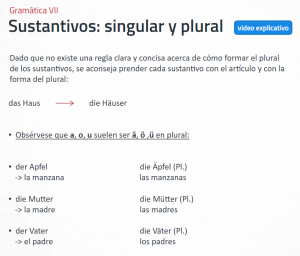 Gramática VII
Sustantivos: singular y plural
video explicativo
Dado que no existe una regla clara y concisa acerca de cómo formar el plural
de los sustantivos, se aconseja prender cada sustantivo con el artículo y con la
forma del plural:
das Haus die Häuser
• Obsérvese que a, o, u suelen ser ä, ö ,ü en plural:
• der Apfel die Äpfel (Pl.)
-> la manzana las manzanas
• die Mutter die Mütter (Pl.)
-> la madre las madres
• der Vater die Väter (Pl.)
-> el padre los padres